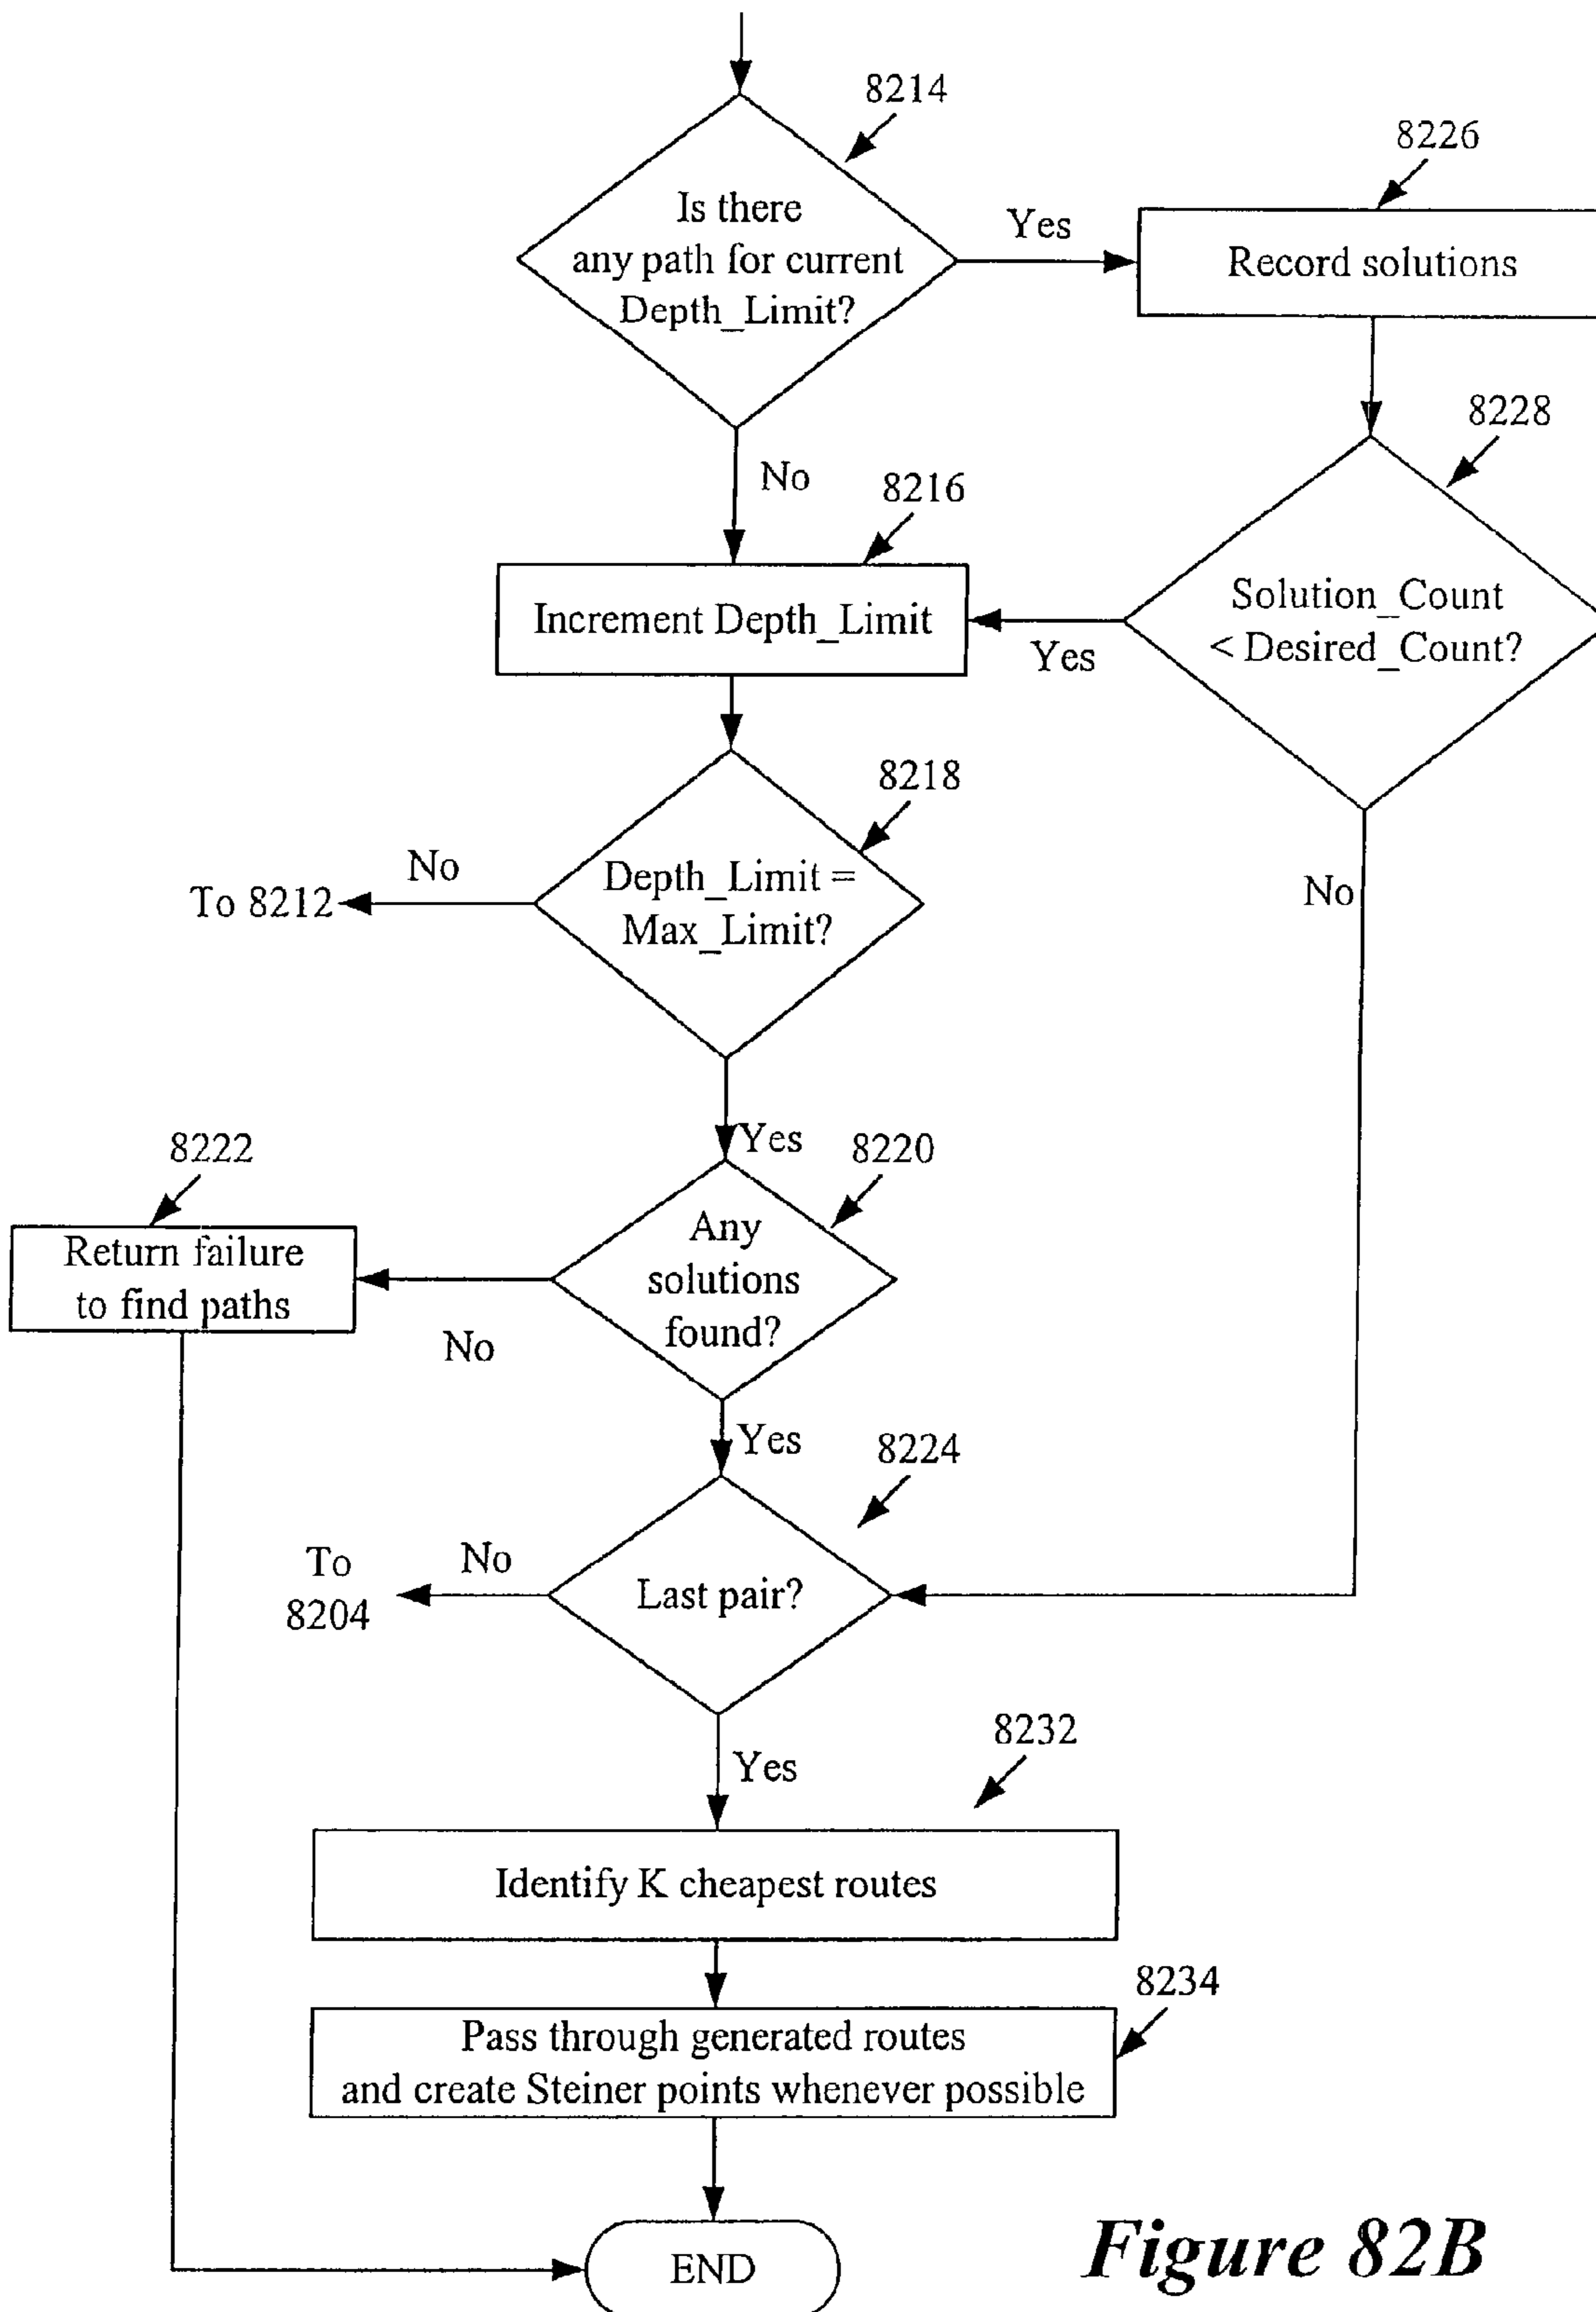 8214
8226
Is there
any path for current
Depth_Limit?
Yes
Record solutions
8228
No
8216
Increment Depth_Limit
Yes
Solution_Count
< Desired_Count?
8218
No
To 8212
Depth_Limit =
Max_Limit?
No
Yes
8222
8220
Return failure
to find paths
Any
solutions
found?
No
Yes
8224
To
8204
No
Last pair?
8232
Yes
Identify K cheapest routes
8234
Pass through generated routes
and create Steiner points whenever possible
END
Figure 82B